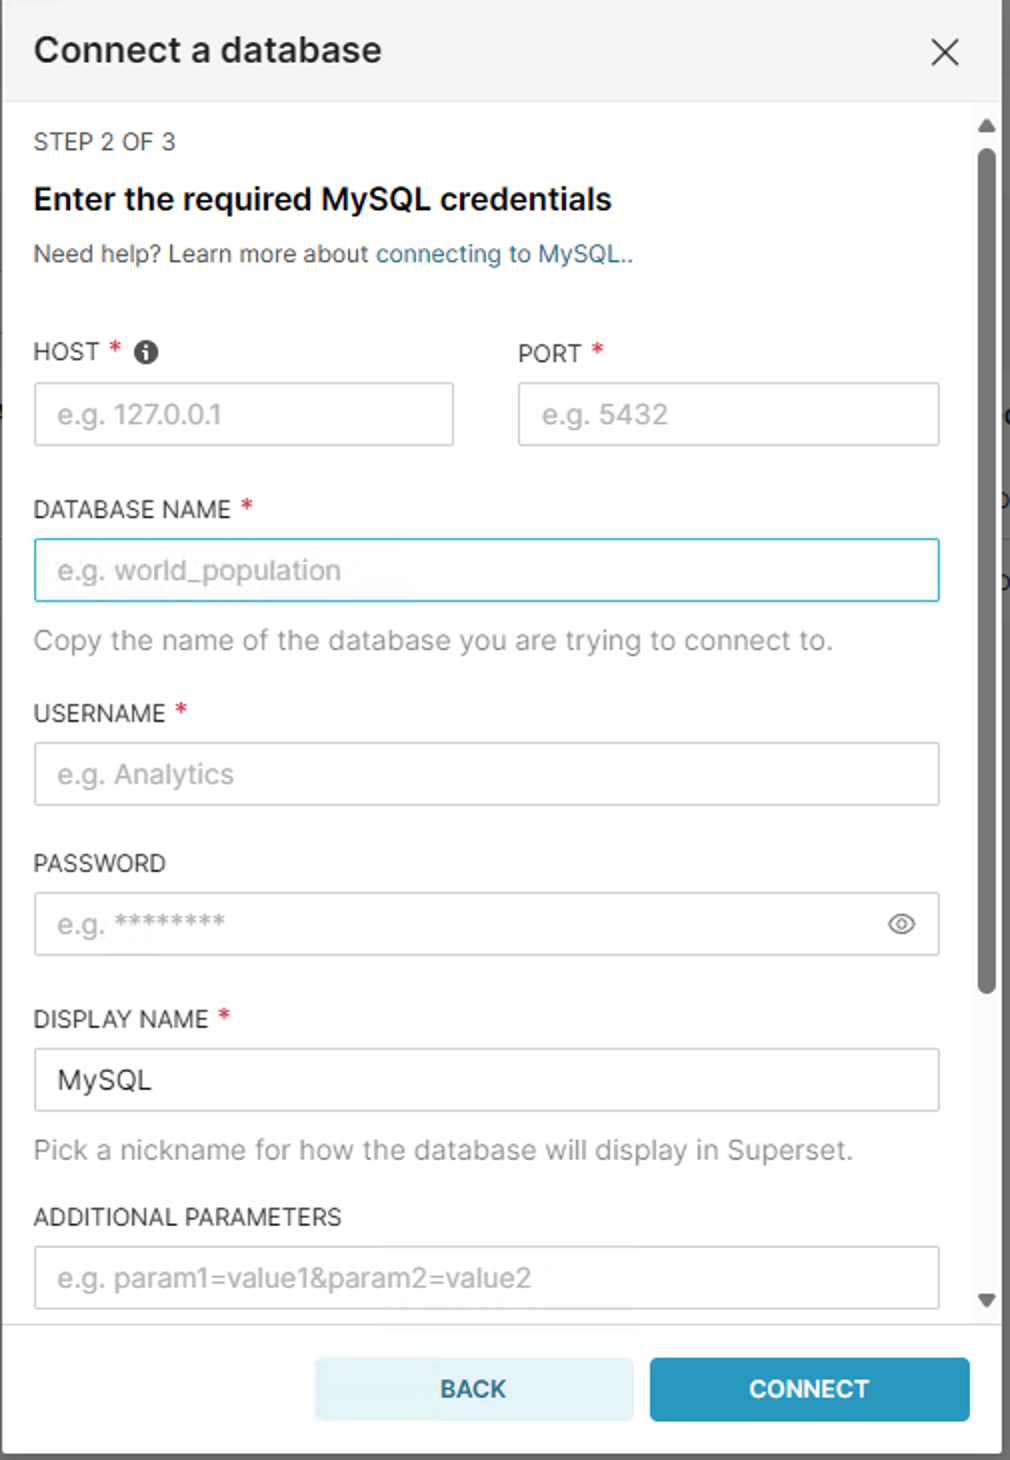 Connect a database
STEP 2 OF 3
Enter the required MySQL credentials
Need help? Learn more about connecting to MySQL..
HOST *
PORT *
e.g. 127.0.0.1
e.g. 5432
DATABASE NAME *
e.g. world_population
Copy the name of the database you are trying to connect to.
USERNAME *
e.g. Analytics
PASSWORD
e.g. ********
DISPLAY NAME *
MySQL
Pick a nickname for how the database will display in Superset.
ADDITIONAL PARAMETERS
e.g. param1=value1&param2=value2
BACK
CONNECT